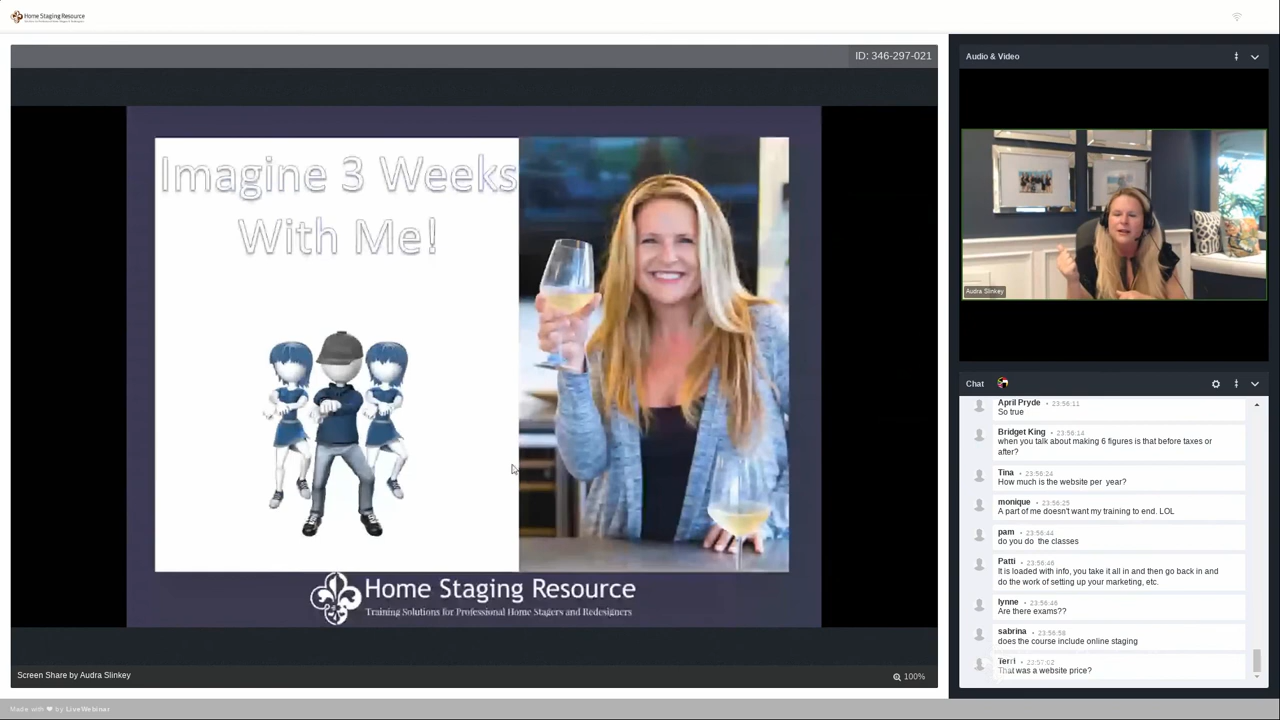 Home Staging Resource
ID: 346-297-021
Imagine 3 Weeks
With Me!
Home Staging Resource
Training Solutions for Professional Home Stagers and Redesigners
Screen Share by Audra Slinkey
100%
Made with ❤ by LiveWebinar
Audio & Video
Audra Slinkey
Chat
April Pryde • 23:56:11
So true
Bridget King • 23:56:14
when you talk about making 6 figures is that before taxes or
after?
Tina • 23:56:24
How much is the website per year?
monique • 23:56:25
A part of me doesn't want my training to end. LOL
pam • 23:56:44
do you do the classes
Patti • 23:56:46
It is loaded with info, you take it all in and then go back in and
do the work of setting up your marketing, etc.
lynne • 23:56:46
Are there exams??
sabrina • 23:56:58
does the course include online staging
Terri • 23:57:02
That was a website price?